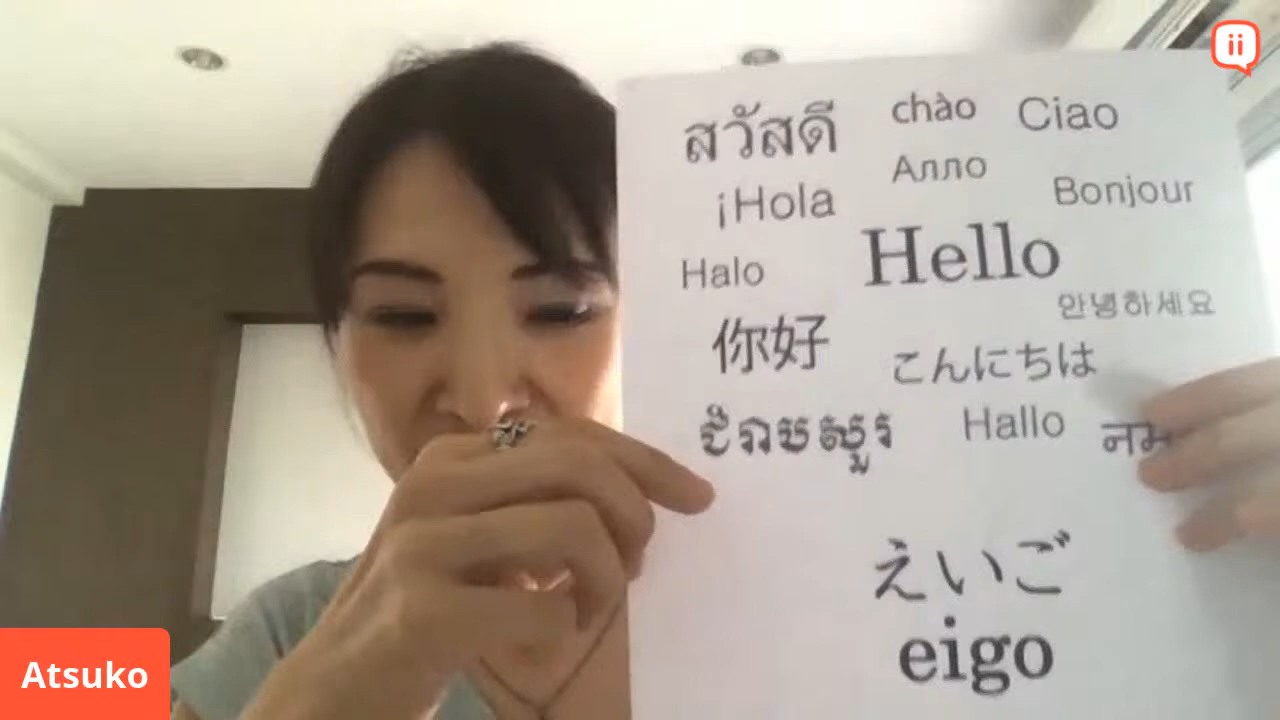 สวัสดี chào Ciao
Алло
¡Hola Bonjour
Hello
Halo
안녕하세요
你好 こんにちは
ជំរាបសួរ Hallo नम
えいご
eigo
Atsuko